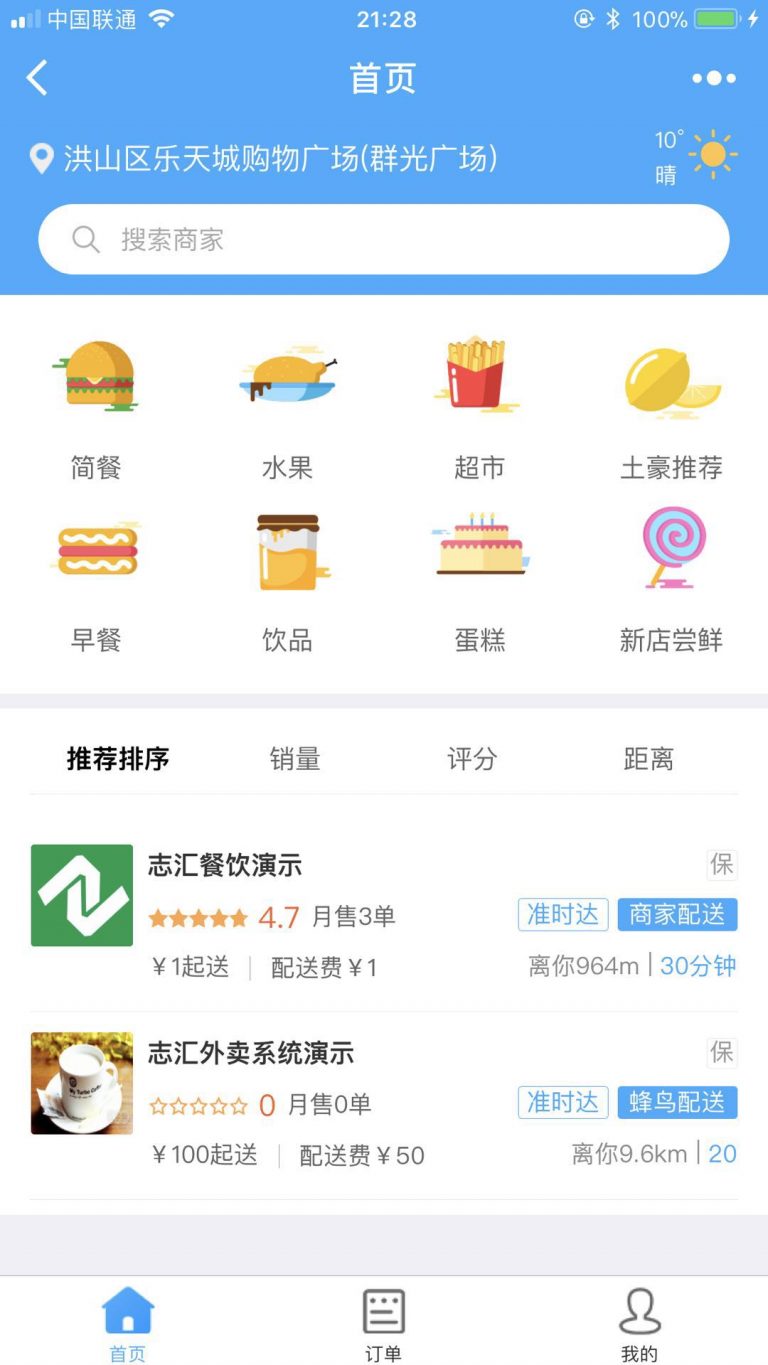 中国联通 21:28 100%
首页
洪山区乐天城购物广场(群光广场) 10°
晴
搜索商家
简餐 水果 超市 土豪推荐
早餐 饮品 蛋糕 新店尝鲜
推荐排序 销量 评分 距离
志汇餐饮演示 保
4.7 月售3单 准时达 商家配送
¥1起送 配送费¥1 离你964m 30分钟
志汇外卖系统演示 保
0 月售0单 准时达 蜂鸟配送
¥100起送 配送费¥50 离你9.6km 20
首页 订单 我的